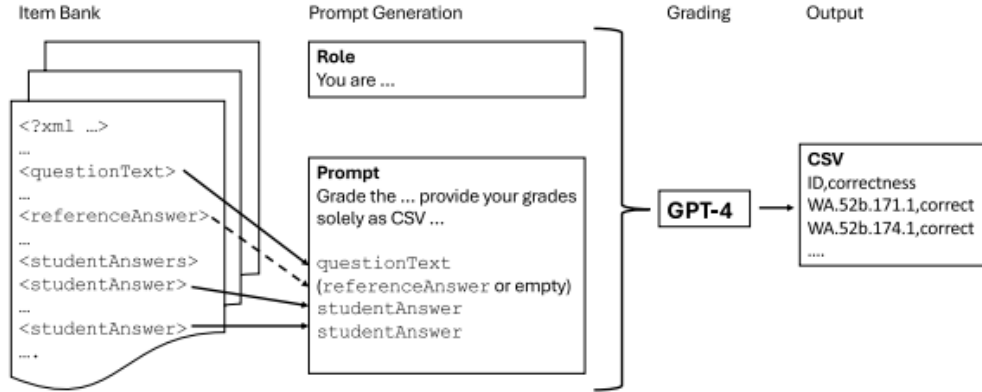 Item Bank
Prompt Generation
Grading
Output
<?xml …>
…
<questionText>
…
<referenceAnswer>
…
<studentAnswers>
<studentAnswer>
…
<studentAnswer>
….
Role
You are ...
Prompt
Grade the ... provide your grades
solely as CSV ...
questionText
(referenceAnswer or empty)
studentAnswer
studentAnswer
GPT-4
CSV
ID,correctness
WA.52b.171.1,correct
WA.52b.174.1,correct
....